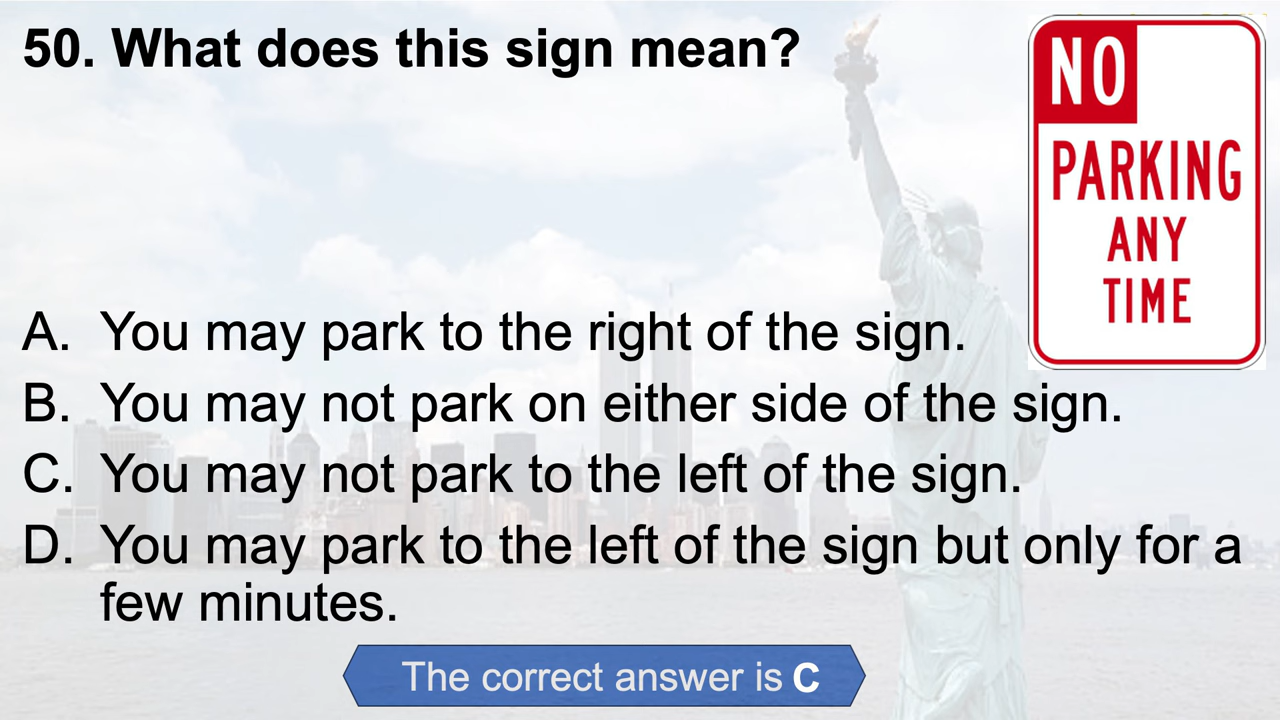 50. What does this sign mean?
NO
PARKING
ANY
TIME
A. You may park to the right of the sign.
B. You may not park on either side of the sign.
C. You may not park to the left of the sign.
D. You may park to the left of the sign but only for a
few minutes.
The correct answer is C